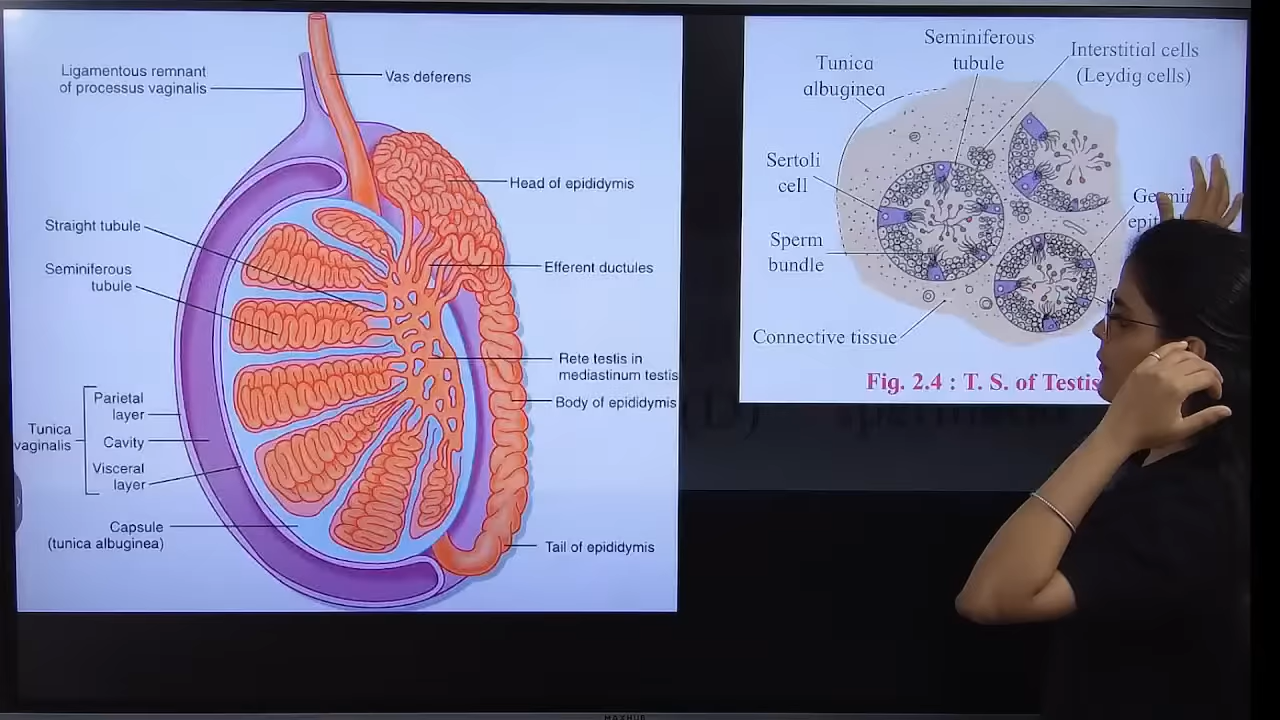 Ligamentous remnant
of processus vaginalis
Vas deferens
Head of epididymis
Straight tubule
Seminiferous
tubule
Efferent ductules
Rete testis in
mediastinum testis
Body of epididymis
Parietal
layer
Tunica
vaginalis
Cavity
Visceral
layer
Capsule
(tunica albuginea)
Tail of epididymis
Seminiferous
tubule
Interstitial cells
(Leydig cells)
Tunica
albuginea
Sertoli
cell
Sperm
bundle
Connective tissue
Fig. 2.4 : T. S. of Testis
MAXHUB